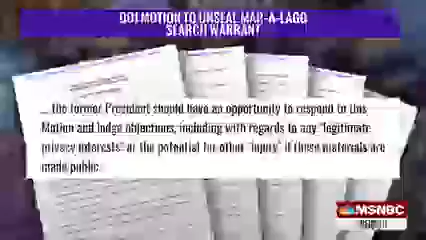 DOJ MOTION TO UNSEAL MAR-A-LAGO
SEARCH WARRANT
... the former President should have an opportunity to respond to this
Motion and lodge objections, including with regards to any "legitimate
privacy interests" or the potential for other "injury" if these materials are
made public.
MSNBC